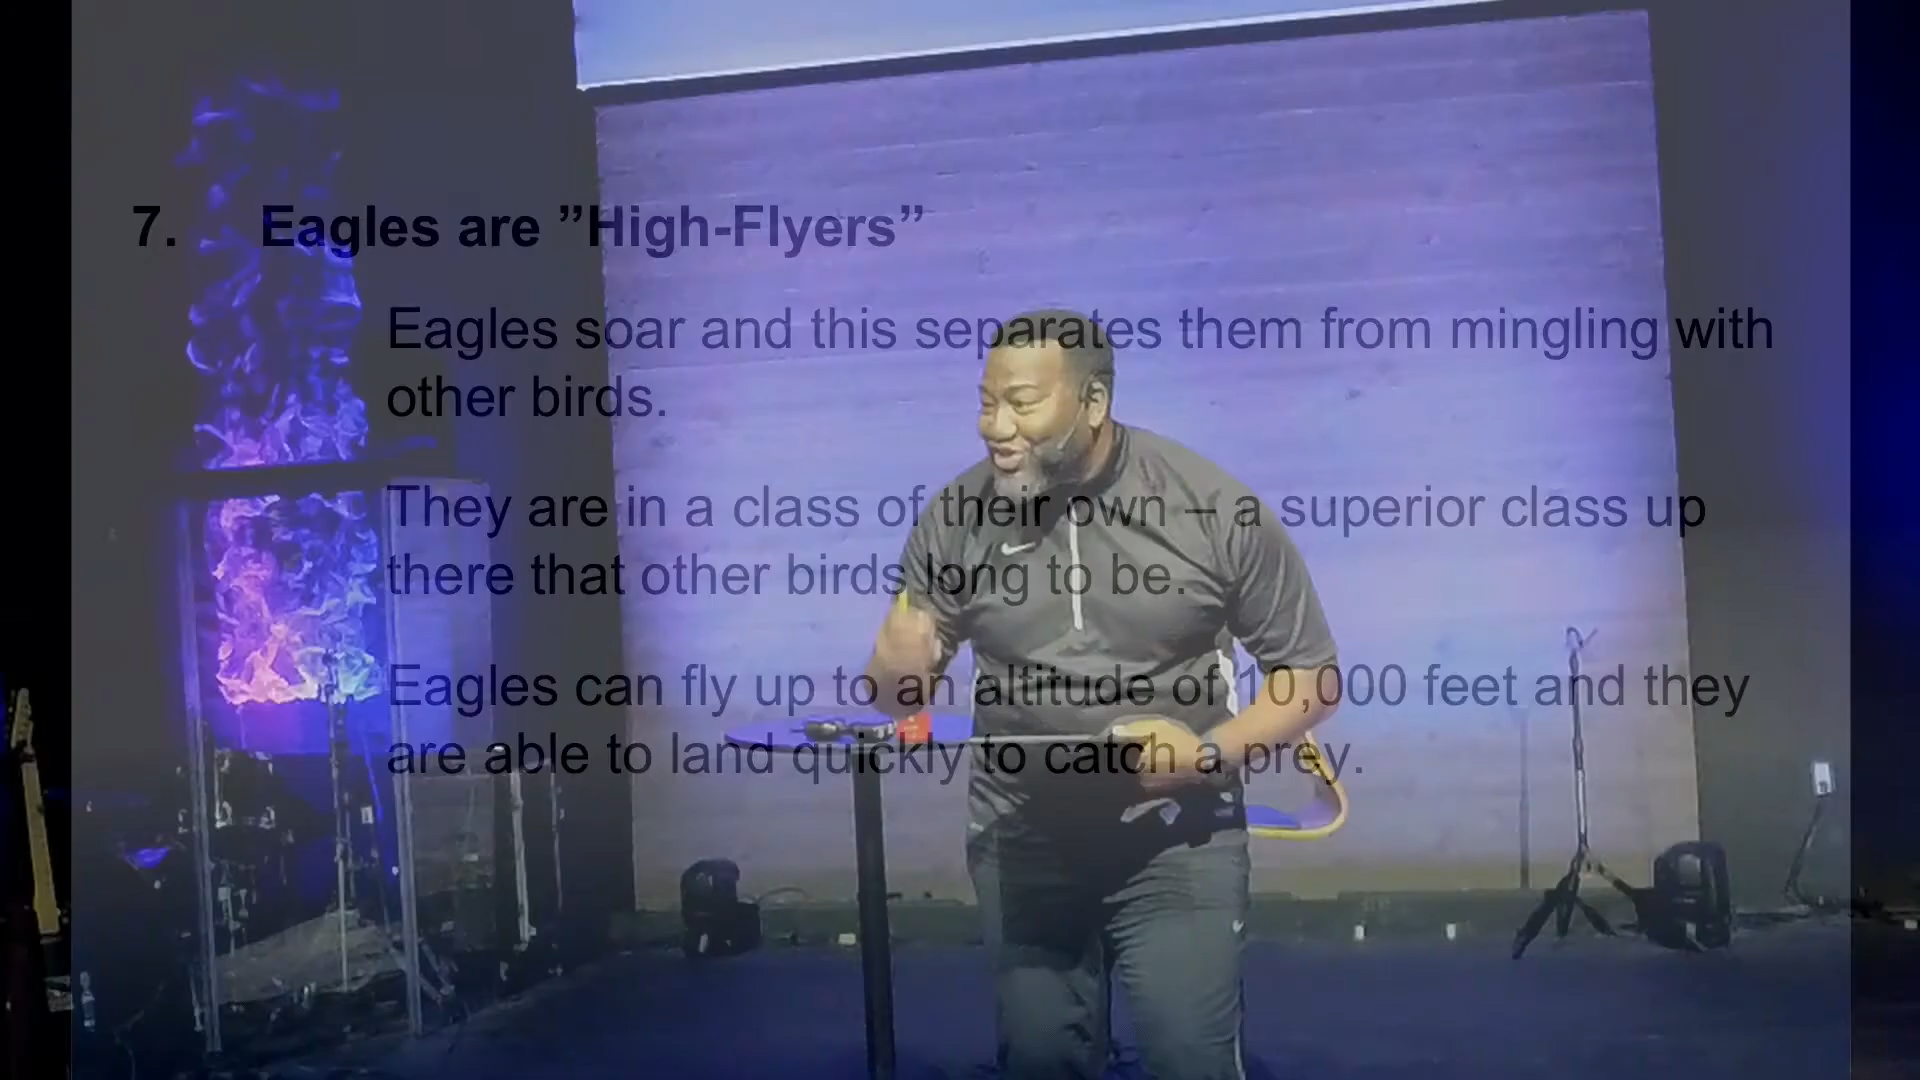 7. Eagles are ”High-Flyers”
Eagles soar and this separates them from mingling with
other birds.
They are in a class of their own – a superior class up
there that other birds long to be.
Eagles can fly up to an altitude of 10,000 feet and they
are able to land quickly to catch a prey.